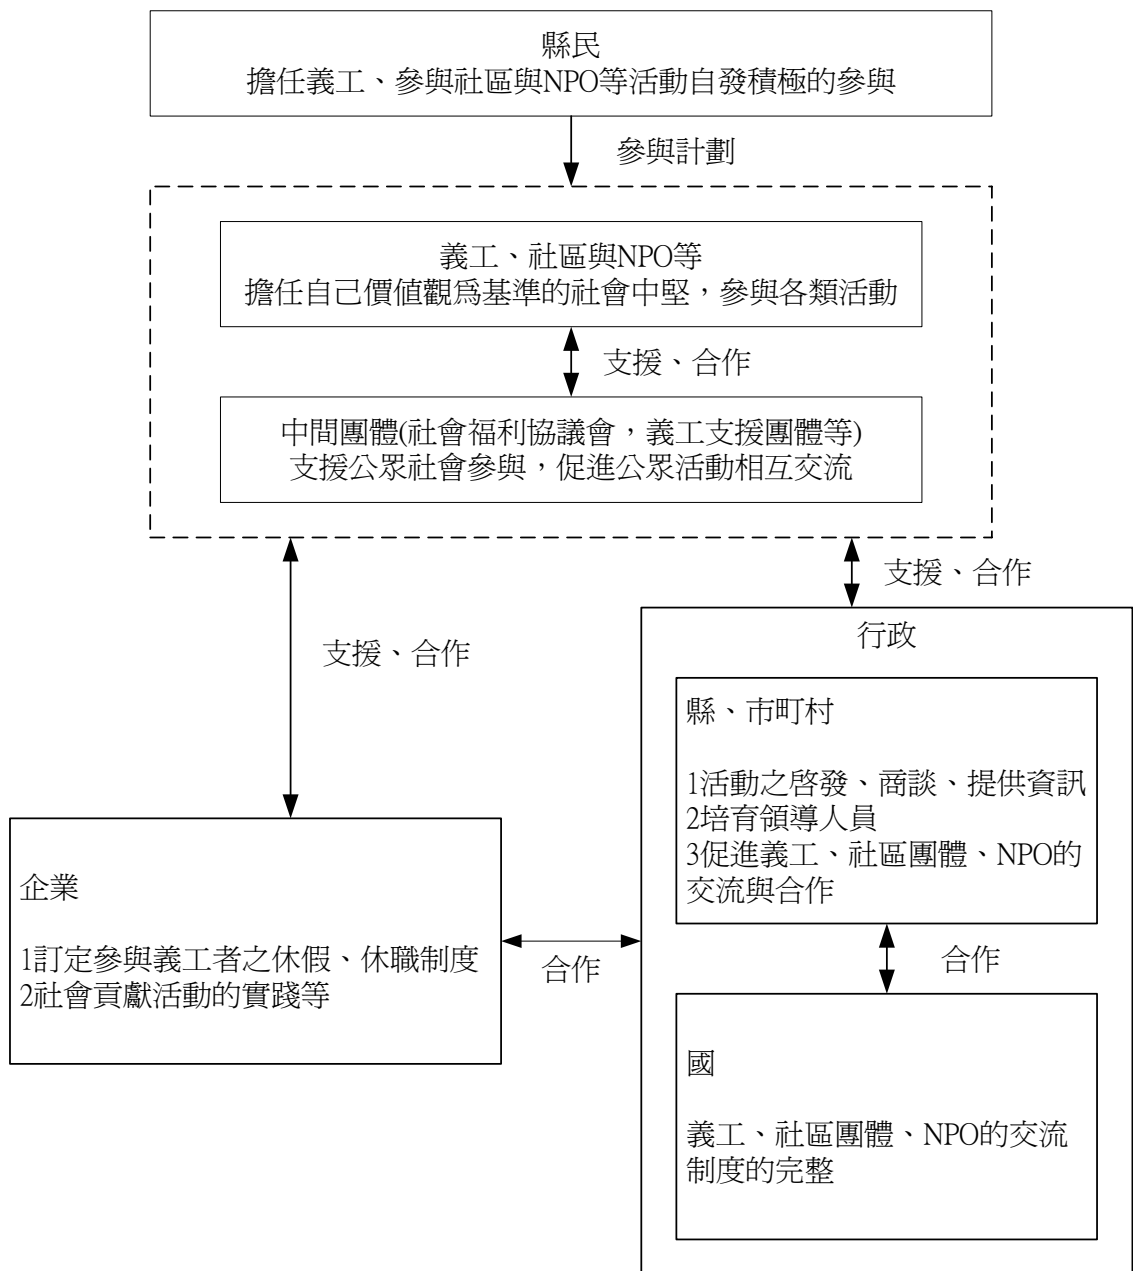 縣民
擔任義工、參與社區與NPO等活動自發積極的參與
參與計劃
義工、社區與NPO等
擔任自己價值觀爲基準的社會中堅，參與各類活動
支援、合作
中間團體(社會福利協議會，義工支援團體等)
支援公眾社會參與，促進公眾活動相互交流
支援、合作
支援、合作
行政
縣、市町村
1活動之啓發、商談、提供資訊
2培育領導人員
3促進義工、社區團體、NPO的
交流與合作
企業
1訂定參與義工者之休假、休職制度
2社會貢獻活動的實踐等
合作
合作
國
義工、社區團體、NPO的交流
制度的完整